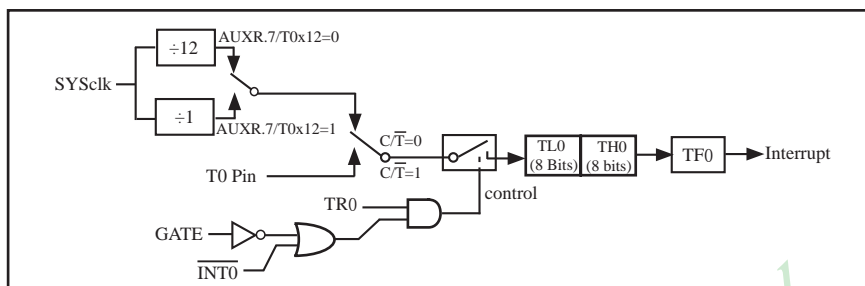 ÷12
AUXR.7/T0x12=0
SYSclk
÷1
AUXR.7/T0x12=1
C/T̅=0
C/T̅=1
T0 Pin
TL0
(8 Bits)
TH0
(8 bits)
TF0
Interrupt
control
TR0
GATE
I̅N̅T̅0̅